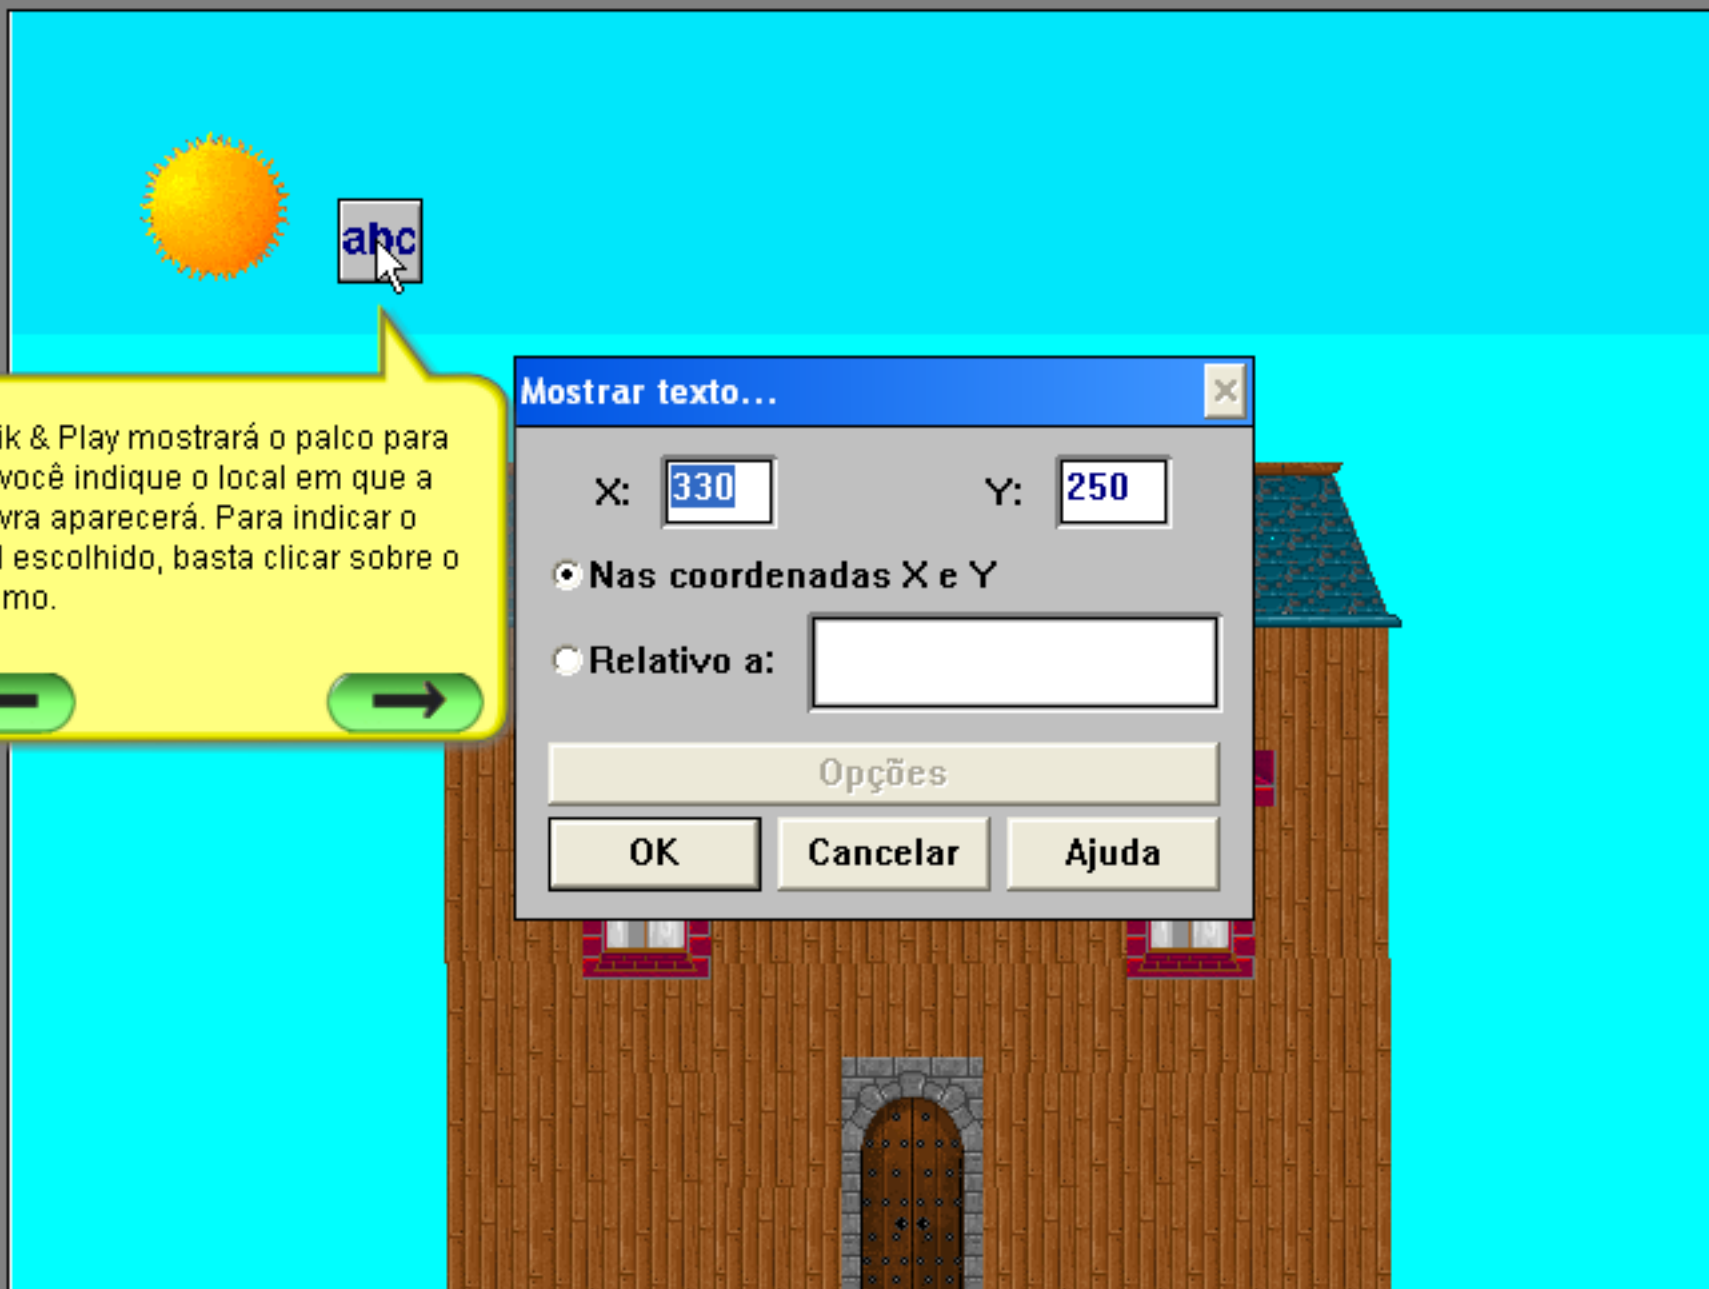 abc
ik & Play mostrará o palco para
você indique o local em que a
vra aparecerá. Para indicar o
l escolhido, basta clicar sobre o
mo.
Mostrar texto...
X: 330 Y: 250
Nas coordenadas X e Y
Relativo a:
Opções
OK Cancelar Ajuda